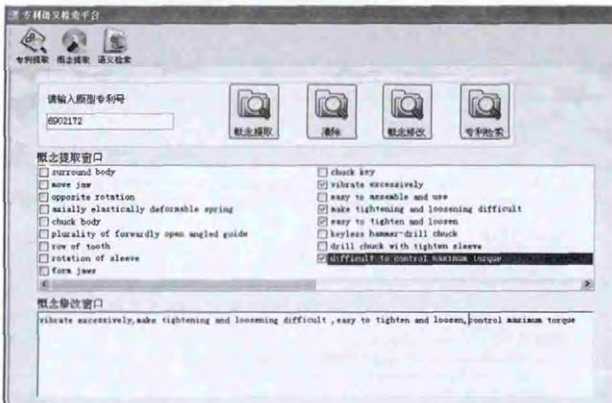 专利语义检索平台
专利提取 概念提取 语义检索
请输入原型专利号
6902172
概念提取 清除 概念修改 专利检索
概念提取窗口
surround body
move jaw
opposite rotation
axially elastically deformable spring
chuck body
plurality of forwardly open angled guide
row of tooth
rotation of sleeve
form jaws
chuck key
vibrate excessively
easy to assemble and use
make tightening and loosening difficult
easy to tighten and loosen
keyless hammer-drill chuck
drill chuck with tighten sleeve
difficult to control maximum torque
概念修改窗口
vibrate excessively,make tightening and loosening difficult ,easy to tighten and loosen,control maximum torque